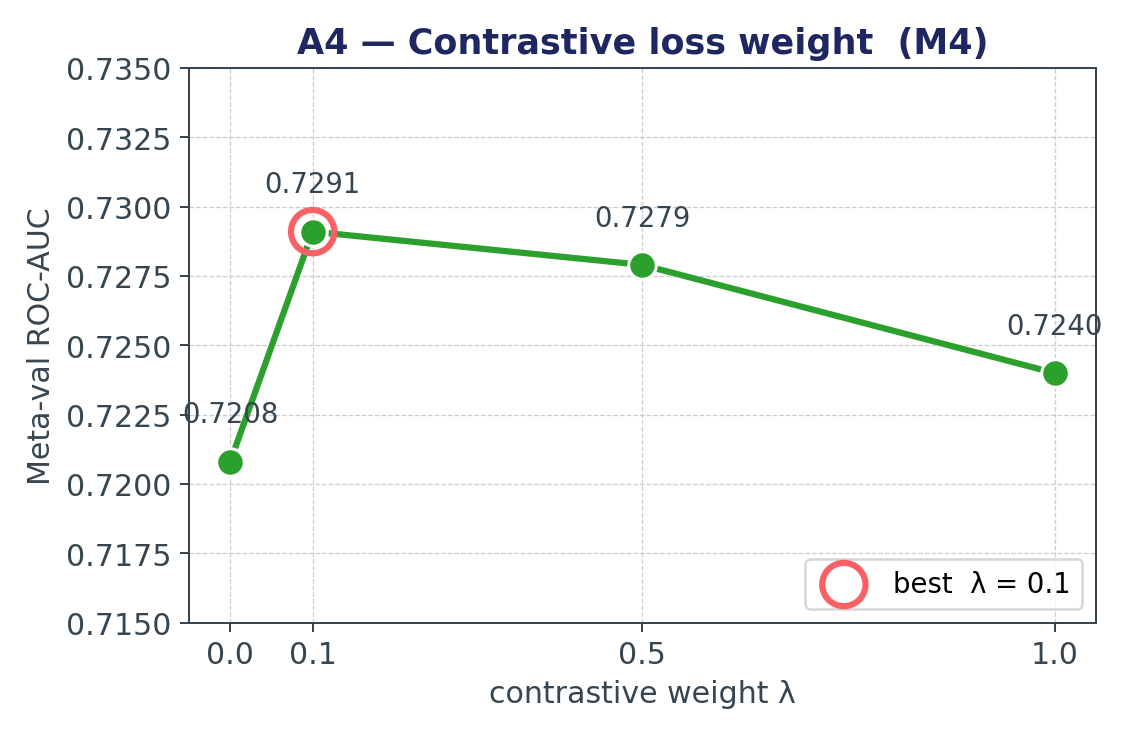 A4 — Contrastive loss weight (M4)
Meta-val ROC-AUC
0.7350
0.7325
0.7300
0.7275
0.7250
0.7225
0.7200
0.7175
0.7150
0.7208
0.7291
0.7279
0.7240
best λ = 0.1
0.0 0.1 0.5 1.0
contrastive weight λ